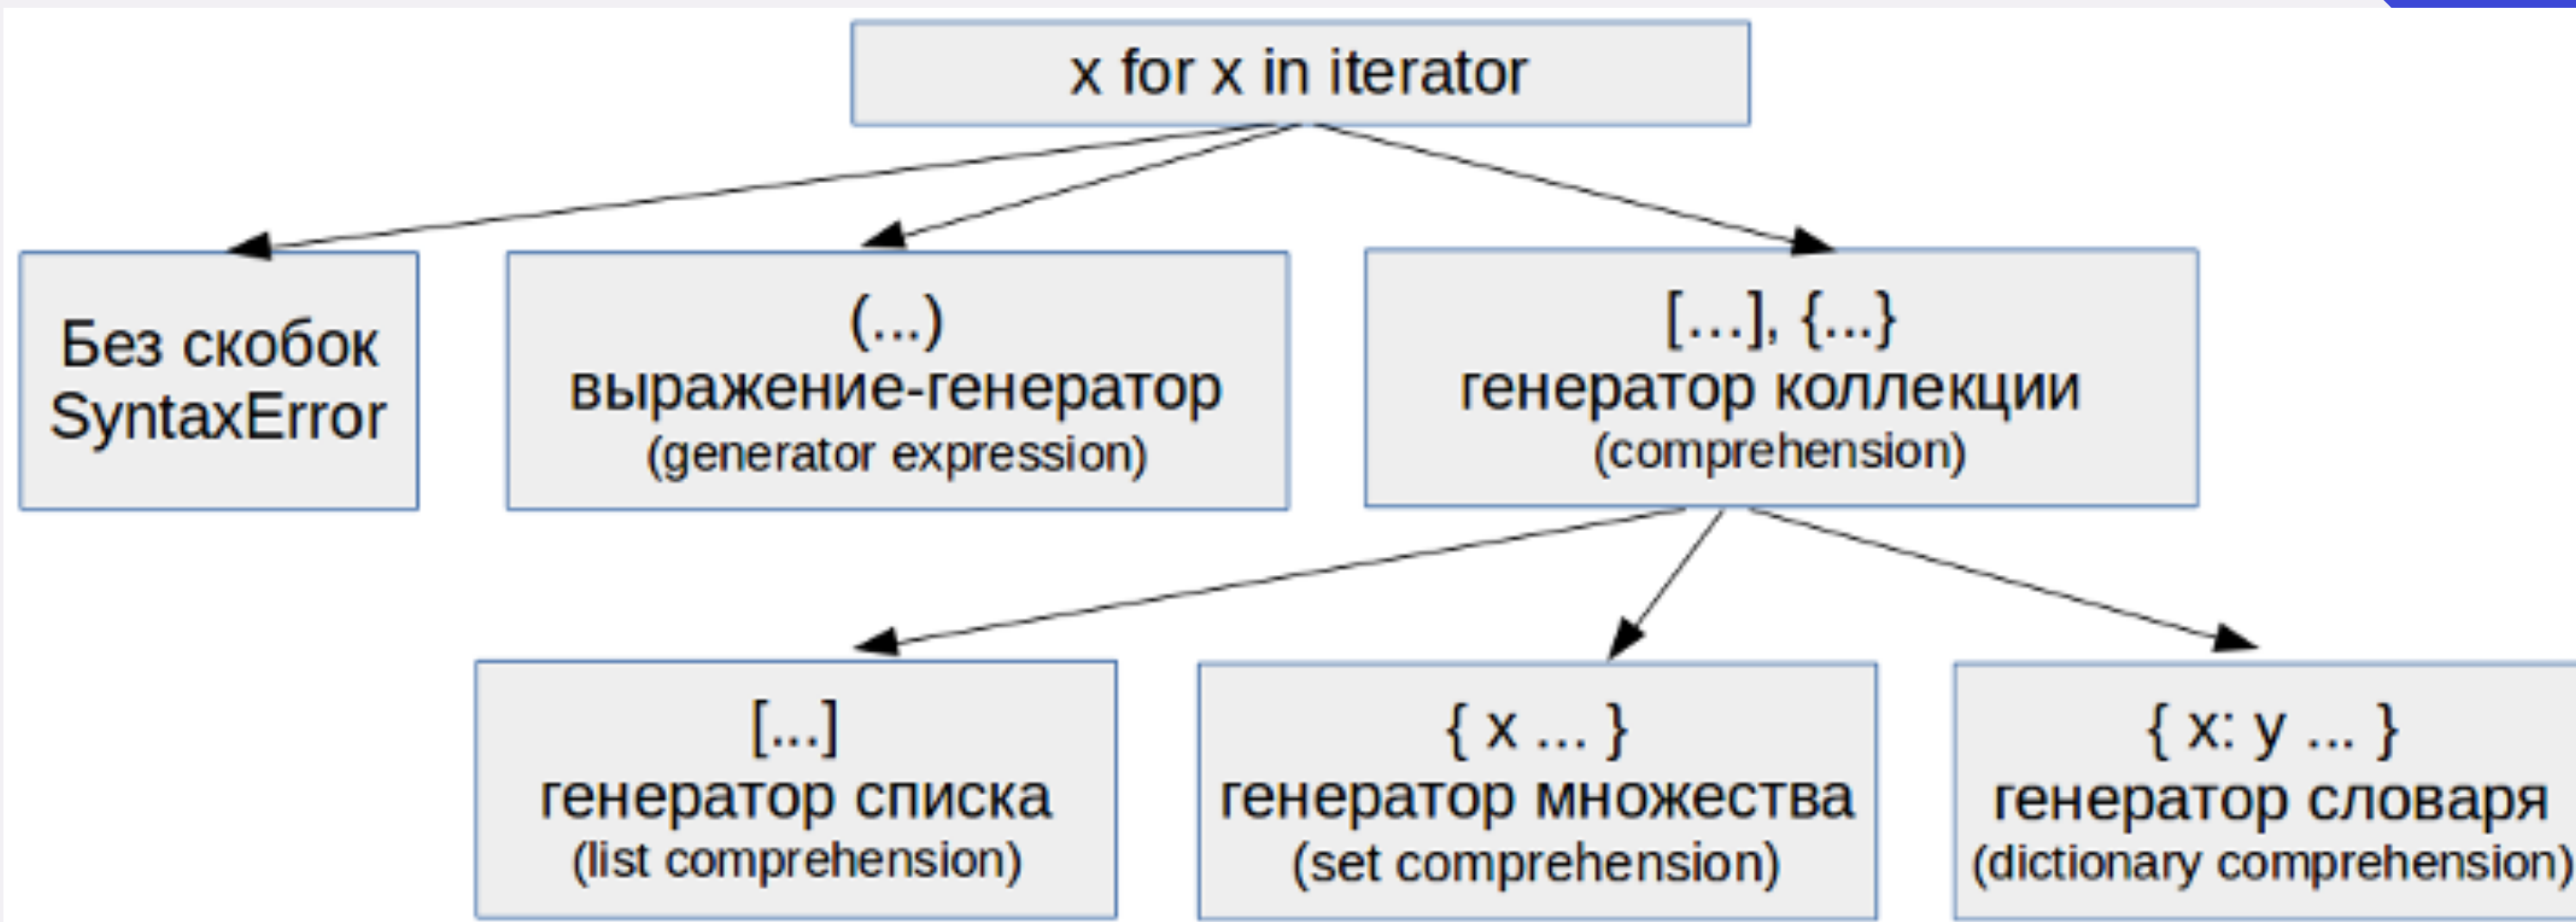 x for x in iterator
Без скобок
SyntaxError
(...)
выражение-генератор
(generator expression)
[...], {...}
генератор коллекции
(comprehension)
[...]
генератор списка
(list comprehension)
{ x ... }
генератор множества
(set comprehension)
{ x: y ... }
генератор словаря
(dictionary comprehension)